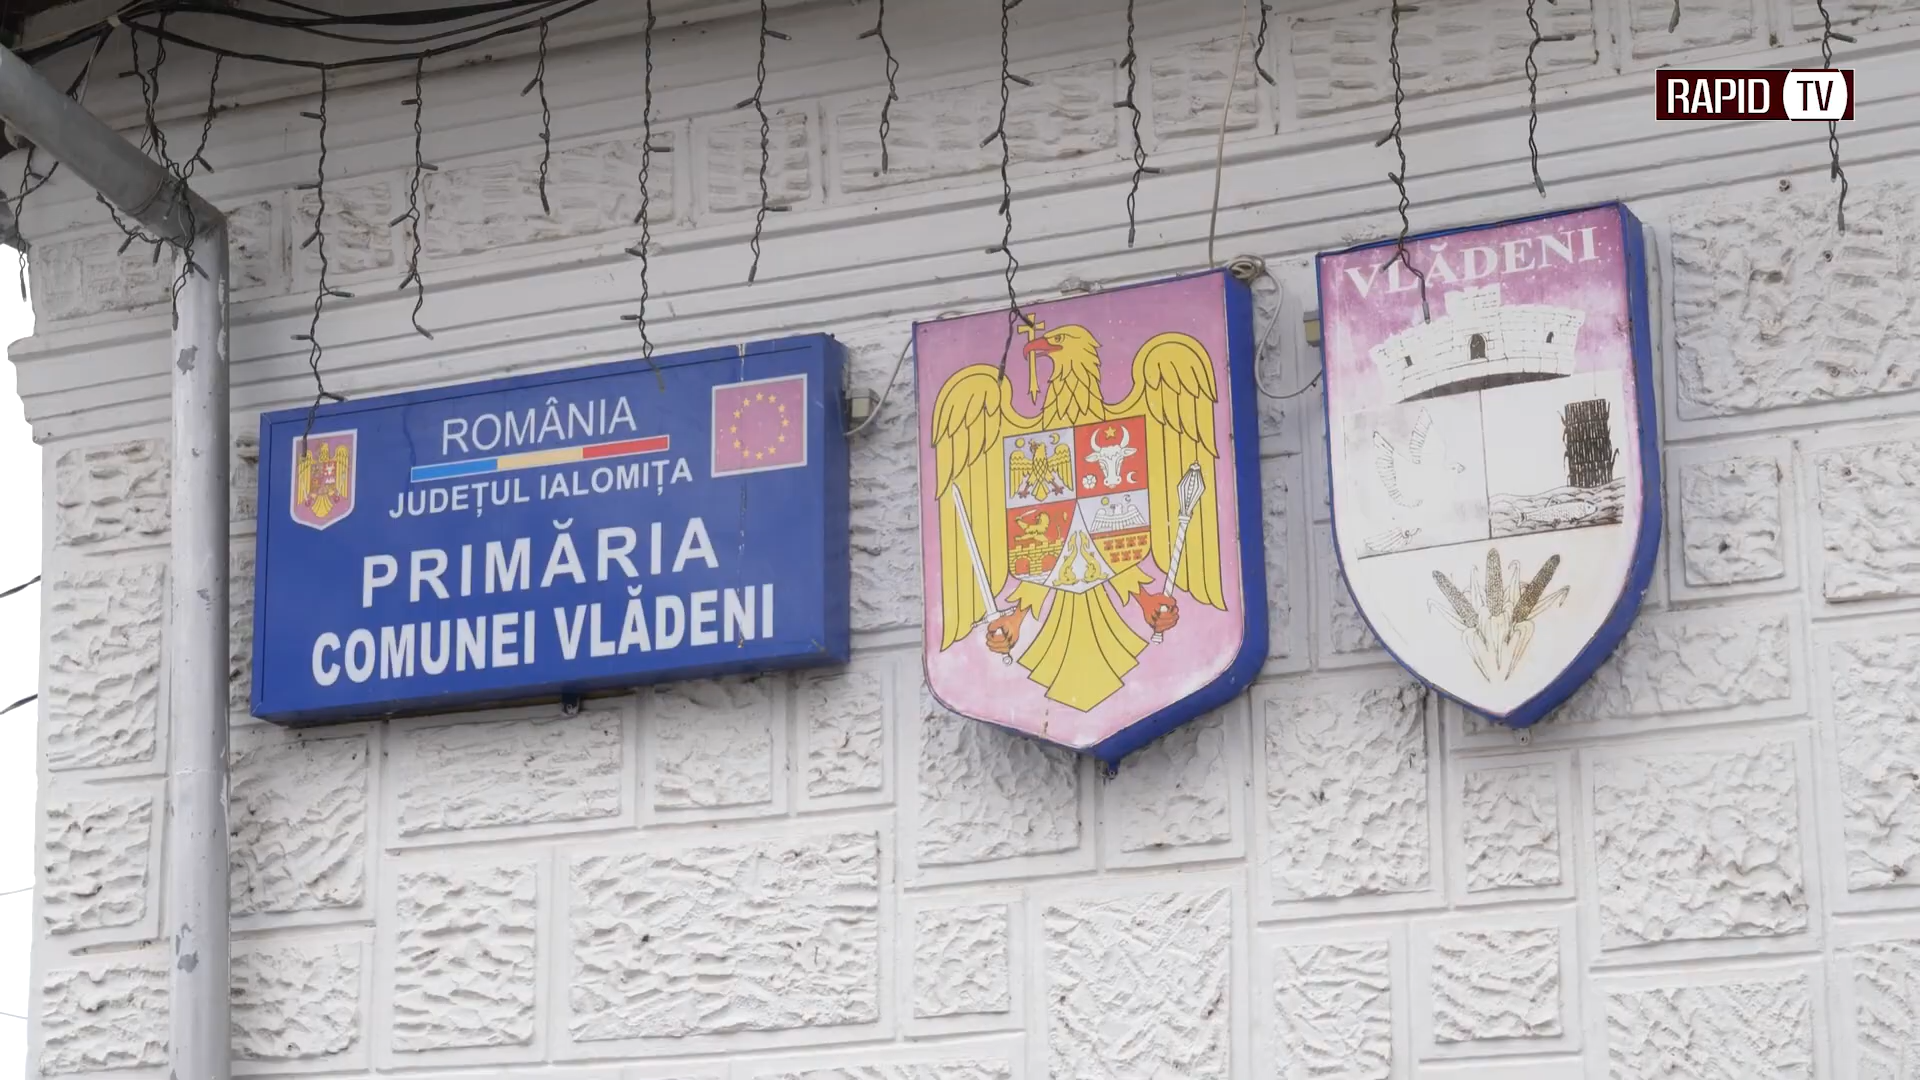 RAPID TV
VLĂDENI
ROMÂNIA
JUDEȚUL IALOMIȚA
PRIMĂRIA
COMUNEI VLĂDENI